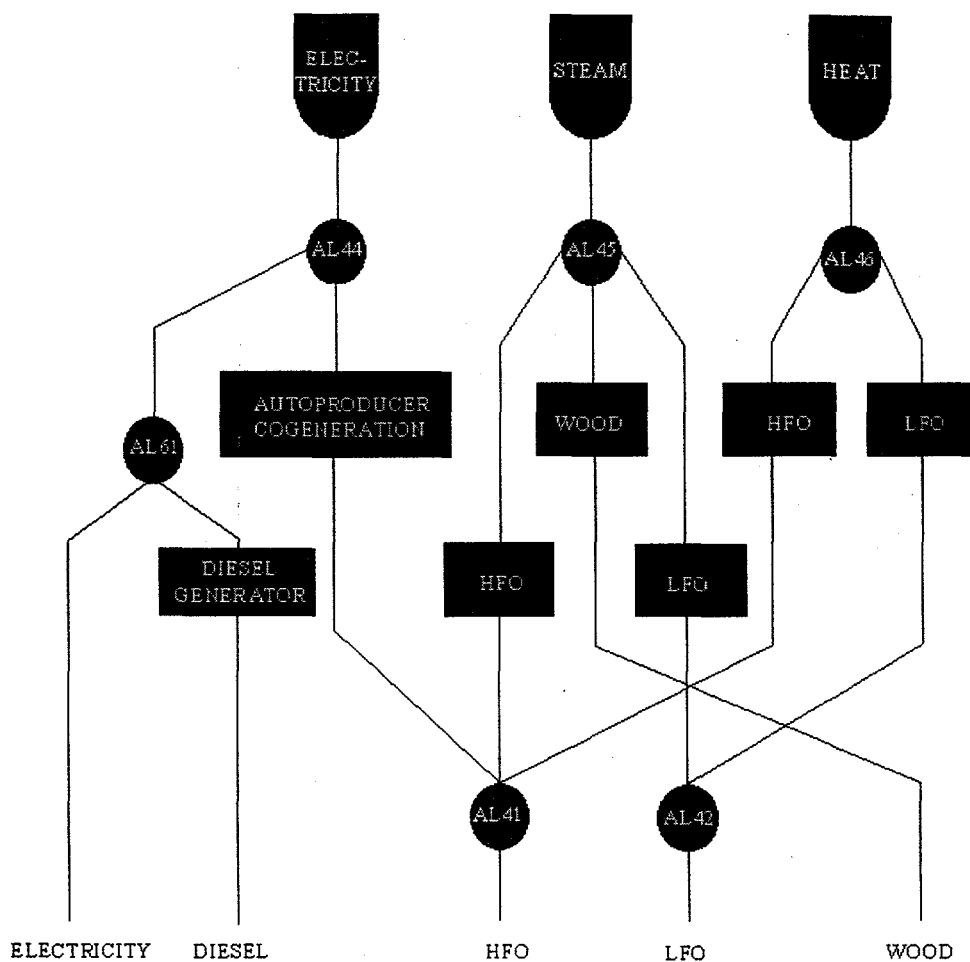 ELEC-
TRICITY
STEAM
HEAT
AL44
AL45
AL46
AUTOPRODUCER
COGENERATION
WOOD
HFO
LFO
AL61
DIESEL
GENERATOR
HFO
LFO
AL41
AL42
ELECTRICITY
DIESEL
HFO
LFO
WOOD